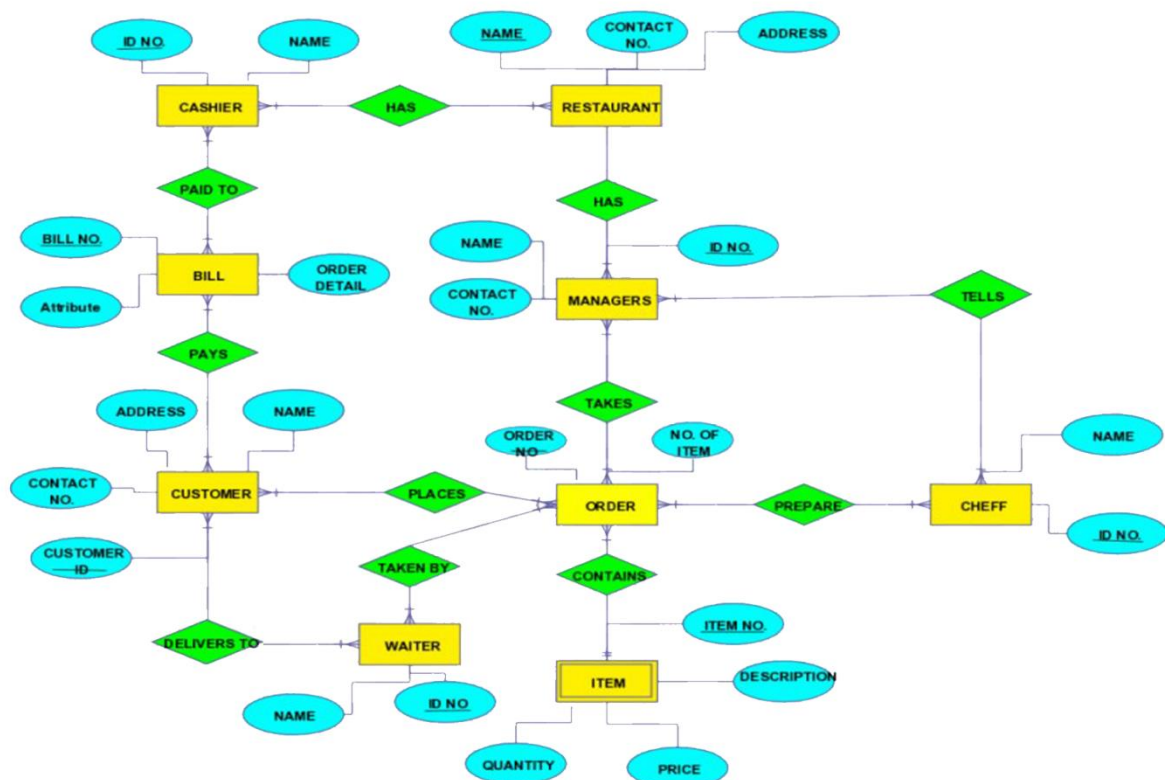 ID NO.
NAME
NAME
CONTACT
NO.
ADDRESS
CASHIER
HAS
RESTAURANT
PAID TO
HAS
BILL NO.
ORDER
DETAIL
NAME
ID NO.
BILL
Attribute
CONTACT
NO.
MANAGERS
TELLS
PAYS
ADDRESS
NAME
TAKES
ORDER
NO
NO. OF
ITEM
NAME
CONTACT
NO.
CUSTOMER
PLACES
ORDER
PREPARE
CHEFF
CUSTOMER
ID
ID NO.
TAKEN BY
CONTAINS
DELIVERS TO
WAITER
ITEM NO.
NAME
ID NO
ITEM
DESCRIPTION
QUANTITY
PRICE